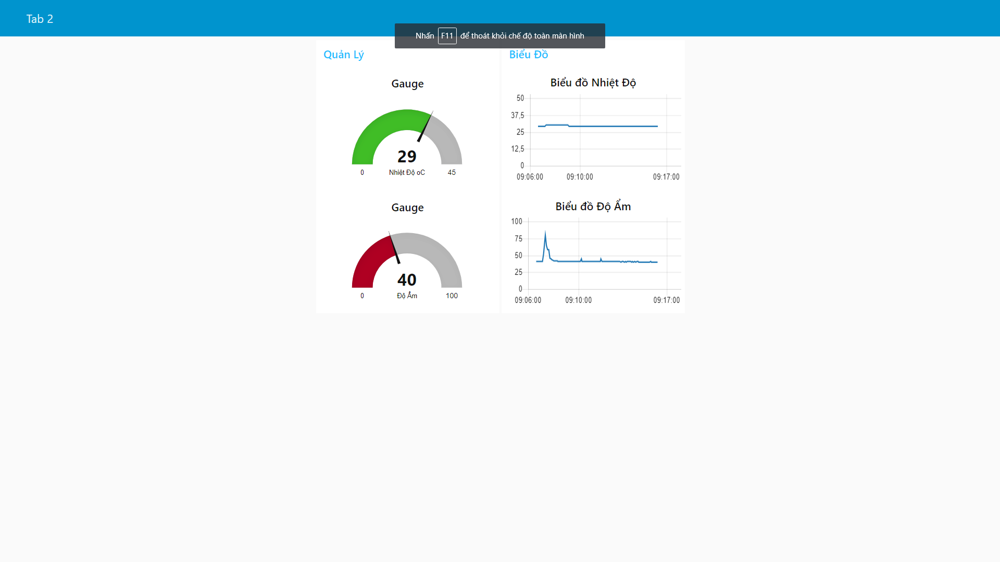 Tab 2
Nhấn F11 để thoát khỏi chế độ toàn màn hình
Quản Lý
Gauge
29
0
Nhiệt Độ oC
45
Gauge
40
0
Độ Ẩm
100
Biểu Đồ
Biểu đồ Nhiệt Độ
50
37,5
25
12,5
0
09:06:00 09:10:00 09:17:00
Biểu đồ Độ Ẩm
100
75
50
25
0
09:06:00 09:10:00 09:17:00